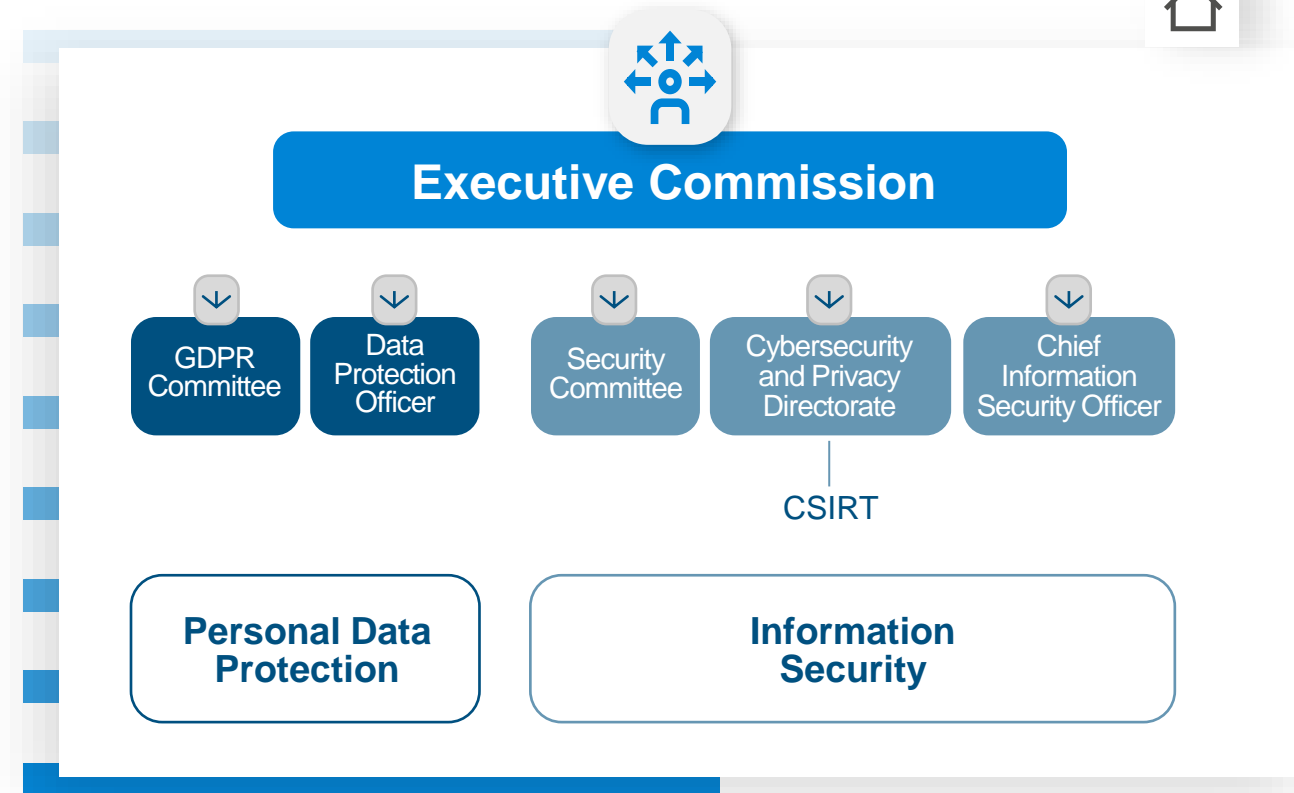 Executive Commission
GDPR
Committee
Data
Protection
Officer
Security
Committee
Cybersecurity
and Privacy
Directorate
Chief
Information
Security Officer
CSIRT
Personal Data
Protection
Information
Security